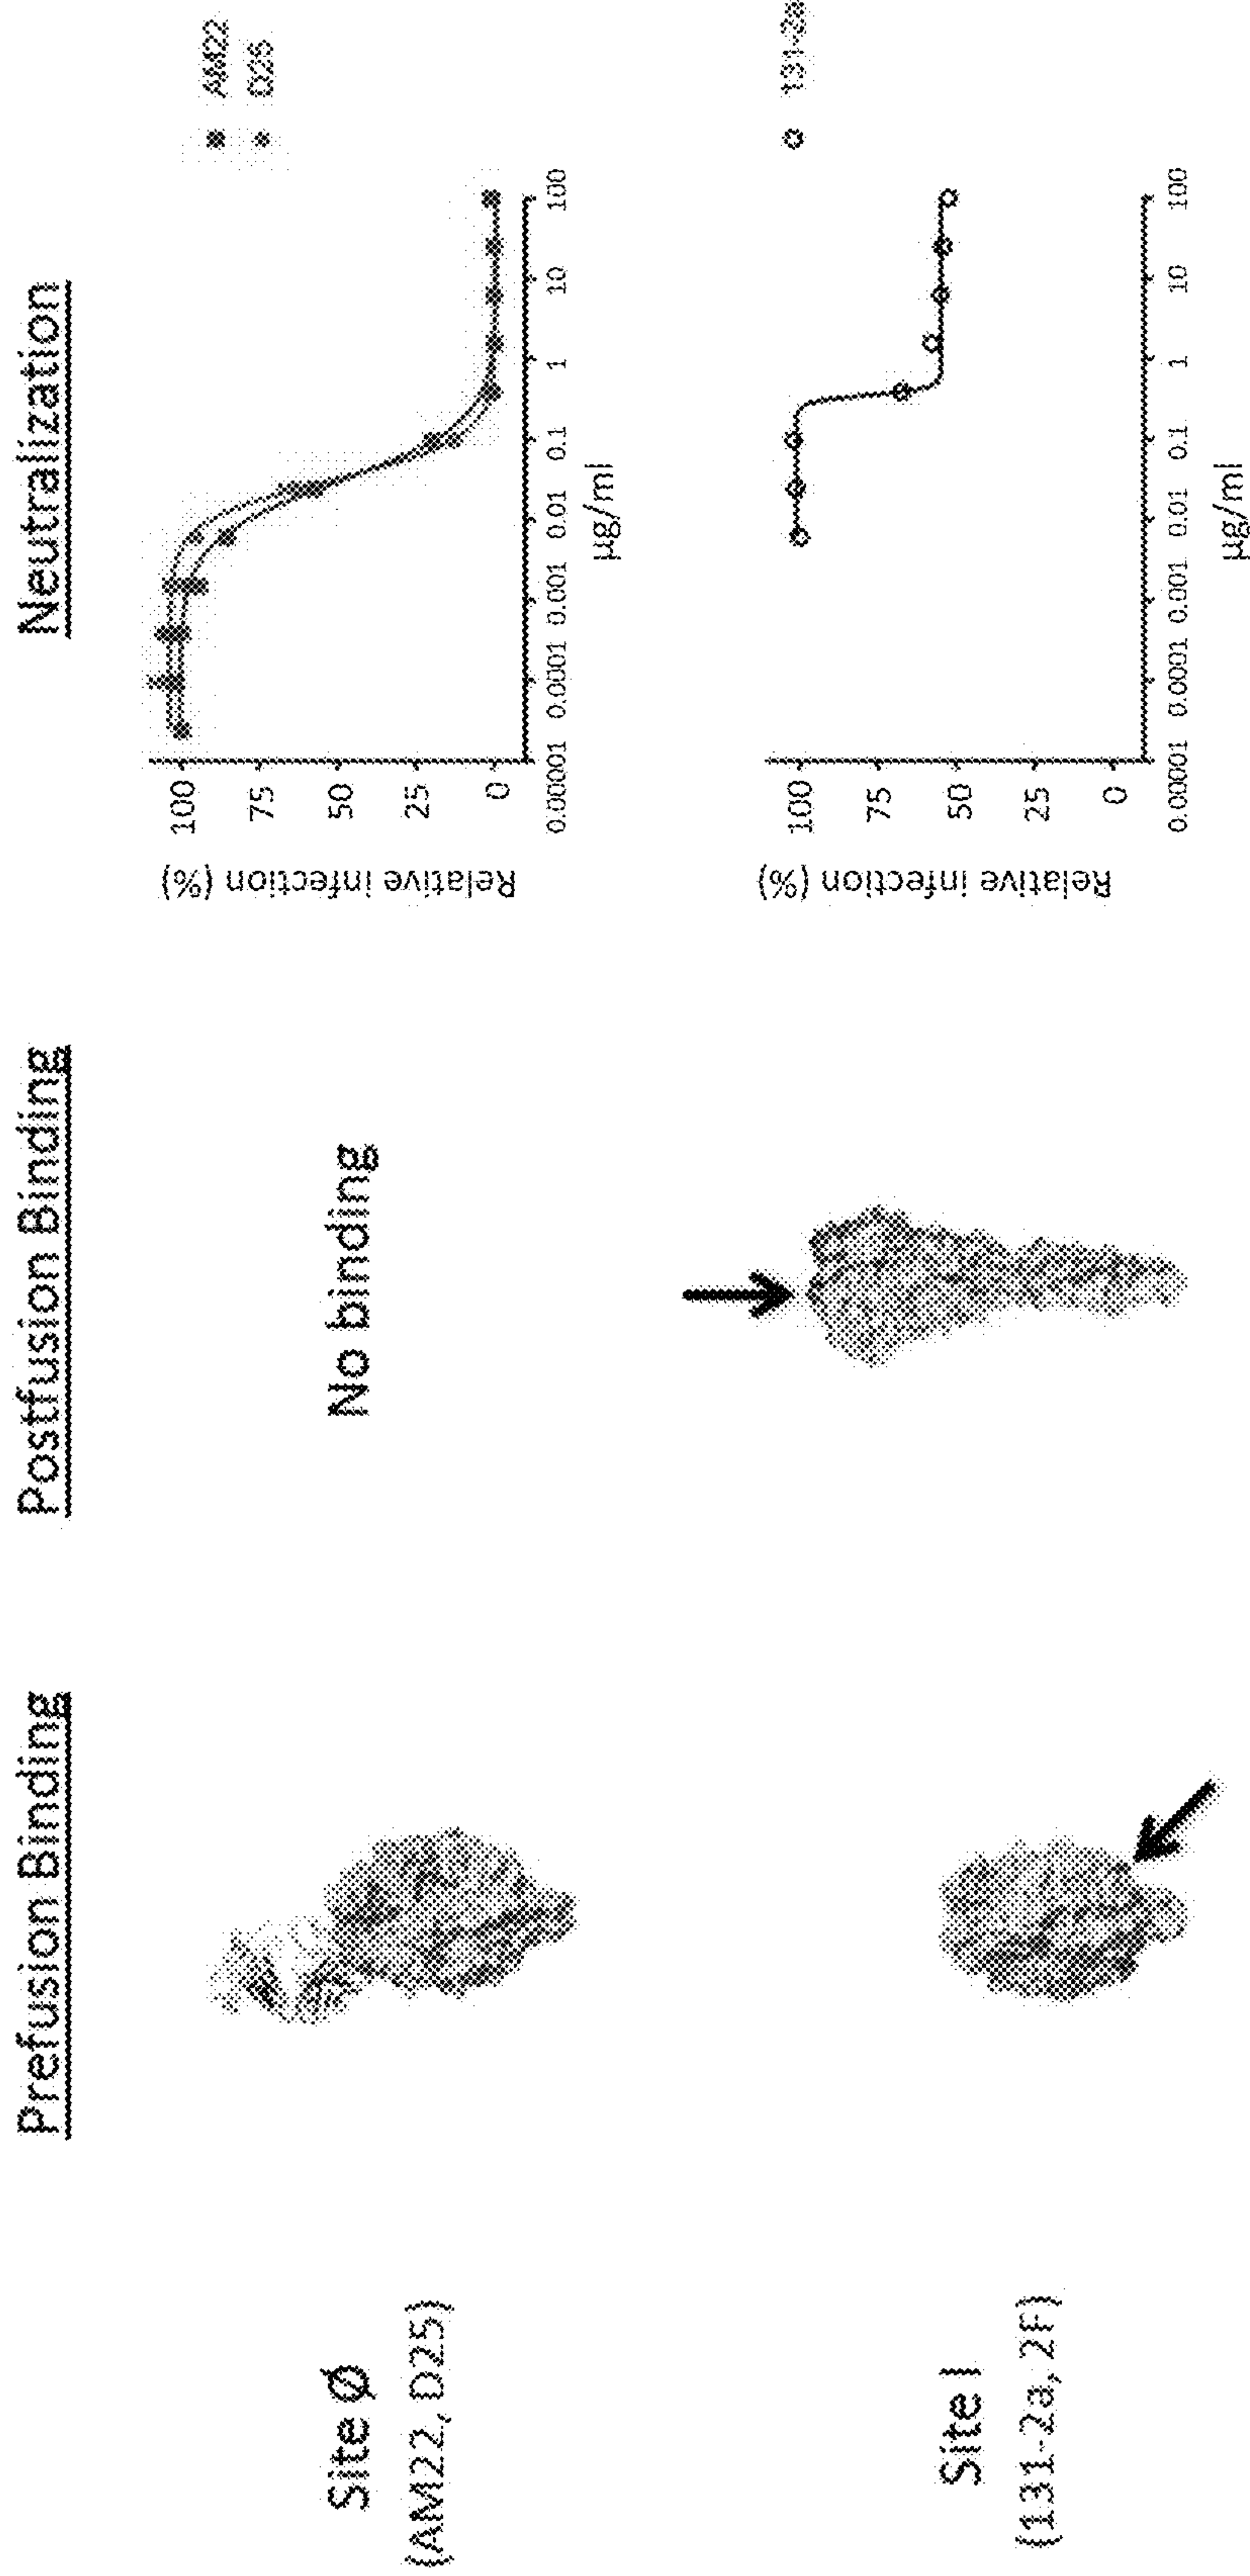 Prefusion Binding
Postfusion Binding
Neutralization
Site Ø
(AM22, D25)
No binding
Relative infection (%)
100
75
50
25
0
0.00001 0.0001 0.001 0.01 0.1 1 10 100
µg/ml
AM22
D25
Site I
(131-2a, 2F)
Relative infection (%)
100
75
50
25
0
0.00001 0.0001 0.001 0.01 0.1 1 10 100
µg/ml
131-2a